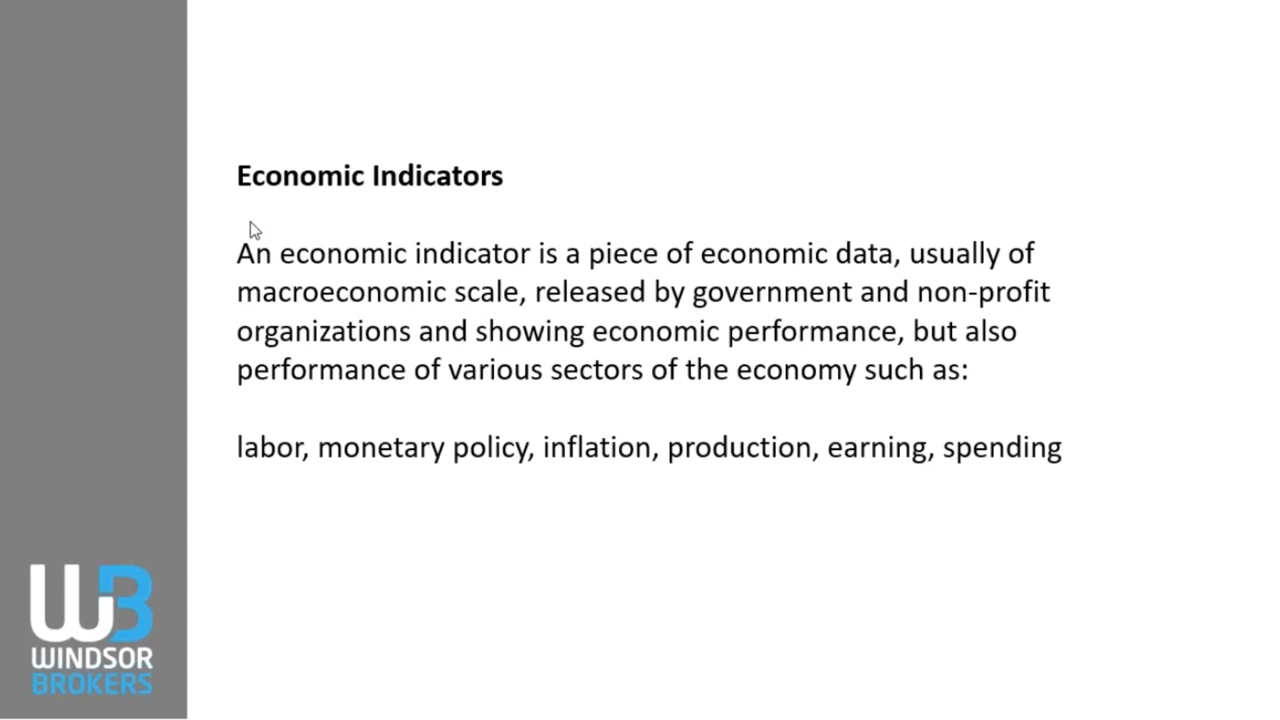 Economic Indicators
An economic indicator is a piece of economic data, usually of
macroeconomic scale, released by government and non-profit
organizations and showing economic performance, but also
performance of various sectors of the economy such as:
labor, monetary policy, inflation, production, earning, spending
WB
WINDSOR
BROKERS